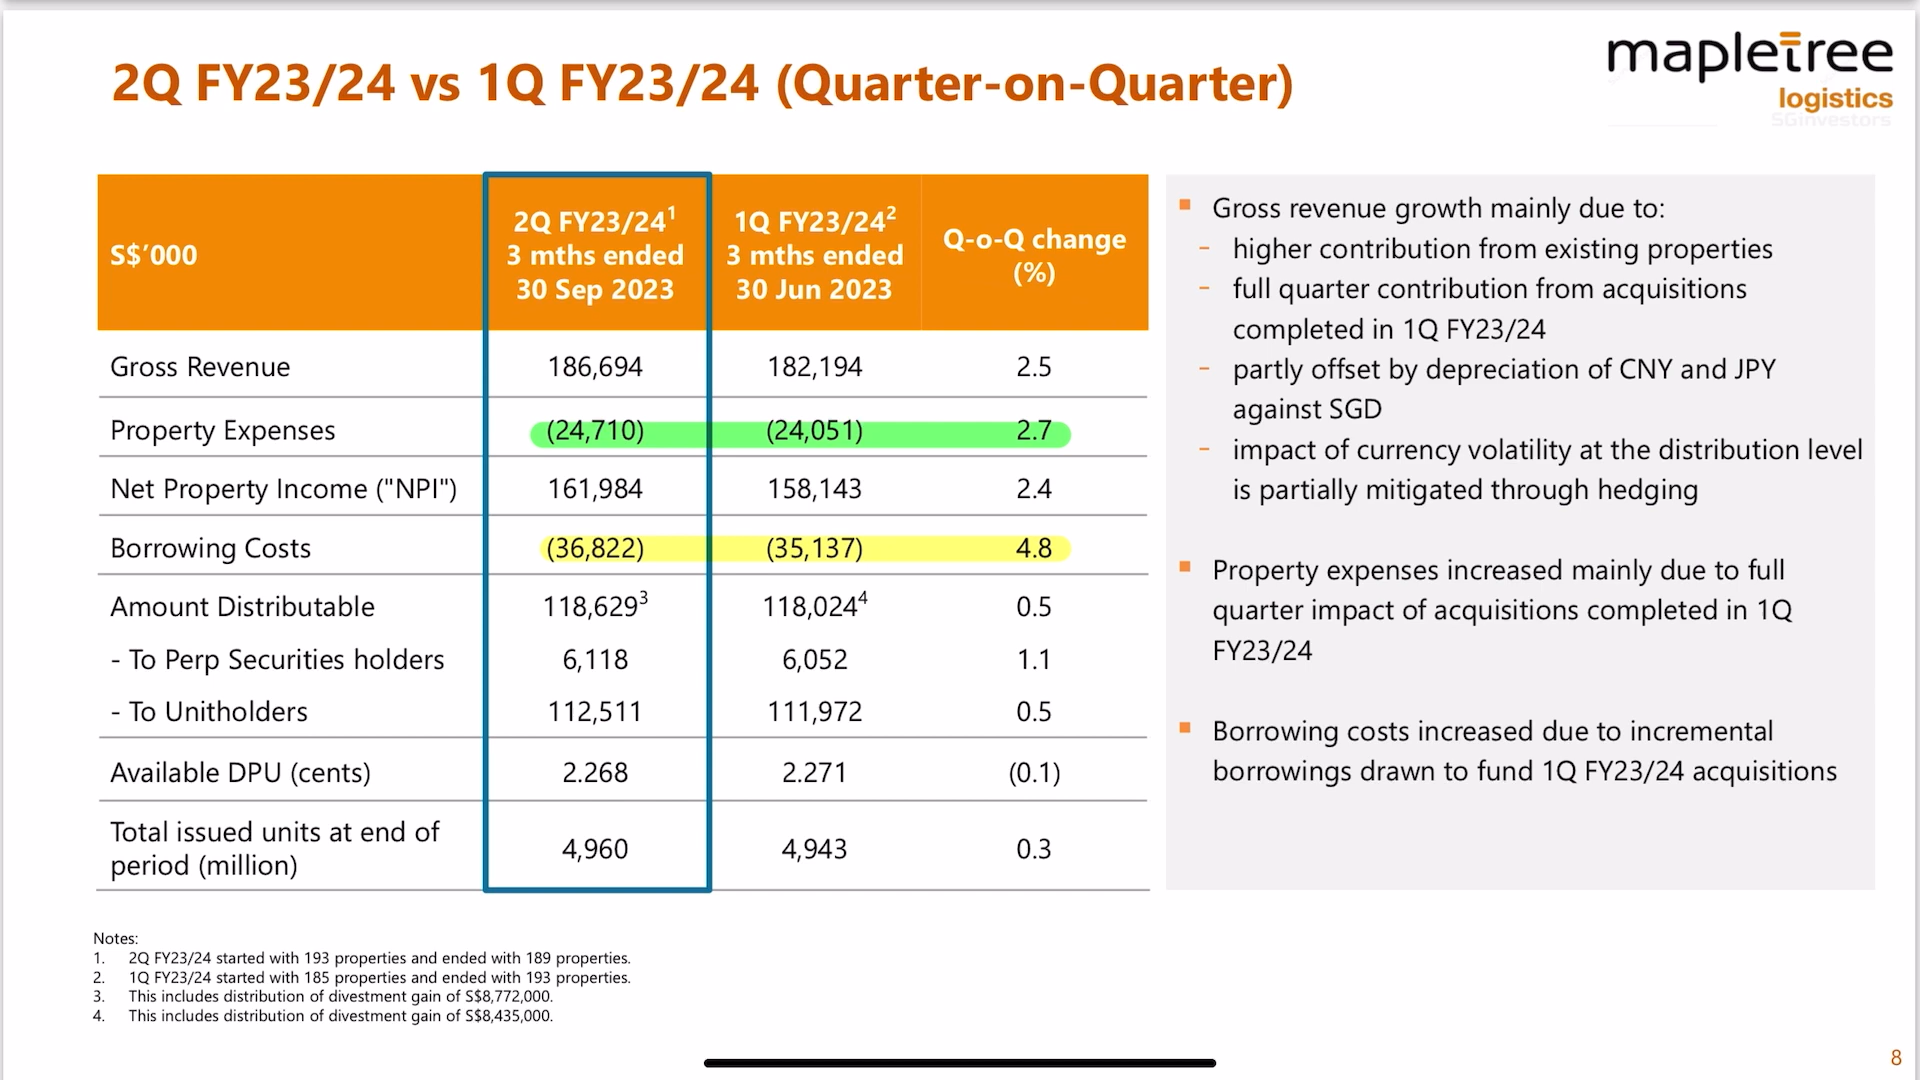 2Q FY23/24 vs 1Q FY23/24 (Quarter-on-Quarter)
mapletree
logistics
SGinvestors
S$'000
2Q FY23/24¹
3 mths ended
30 Sep 2023
1Q FY23/24²
3 mths ended
30 Jun 2023
Q-o-Q change
(%)
Gross Revenue 186,694 182,194 2.5
Property Expenses (24,710) (24,051) 2.7
Net Property Income ("NPI") 161,984 158,143 2.4
Borrowing Costs (36,822) (35,137) 4.8
Amount Distributable 118,629³ 118,024⁴ 0.5
- To Perp Securities holders 6,118 6,052 1.1
- To Unitholders 112,511 111,972 0.5
Available DPU (cents) 2.268 2.271 (0.1)
Total issued units at end of
period (million) 4,960 4,943 0.3
▪ Gross revenue growth mainly due to:
- higher contribution from existing properties
- full quarter contribution from acquisitions
completed in 1Q FY23/24
- partly offset by depreciation of CNY and JPY
against SGD
- impact of currency volatility at the distribution level
is partially mitigated through hedging
▪ Property expenses increased mainly due to full
quarter impact of acquisitions completed in 1Q
FY23/24
▪ Borrowing costs increased due to incremental
borrowings drawn to fund 1Q FY23/24 acquisitions
Notes:
1. 2Q FY23/24 started with 193 properties and ended with 189 properties.
2. 1Q FY23/24 started with 185 properties and ended with 193 properties.
3. This includes distribution of divestment gain of S$8,772,000.
4. This includes distribution of divestment gain of S$8,435,000.
8